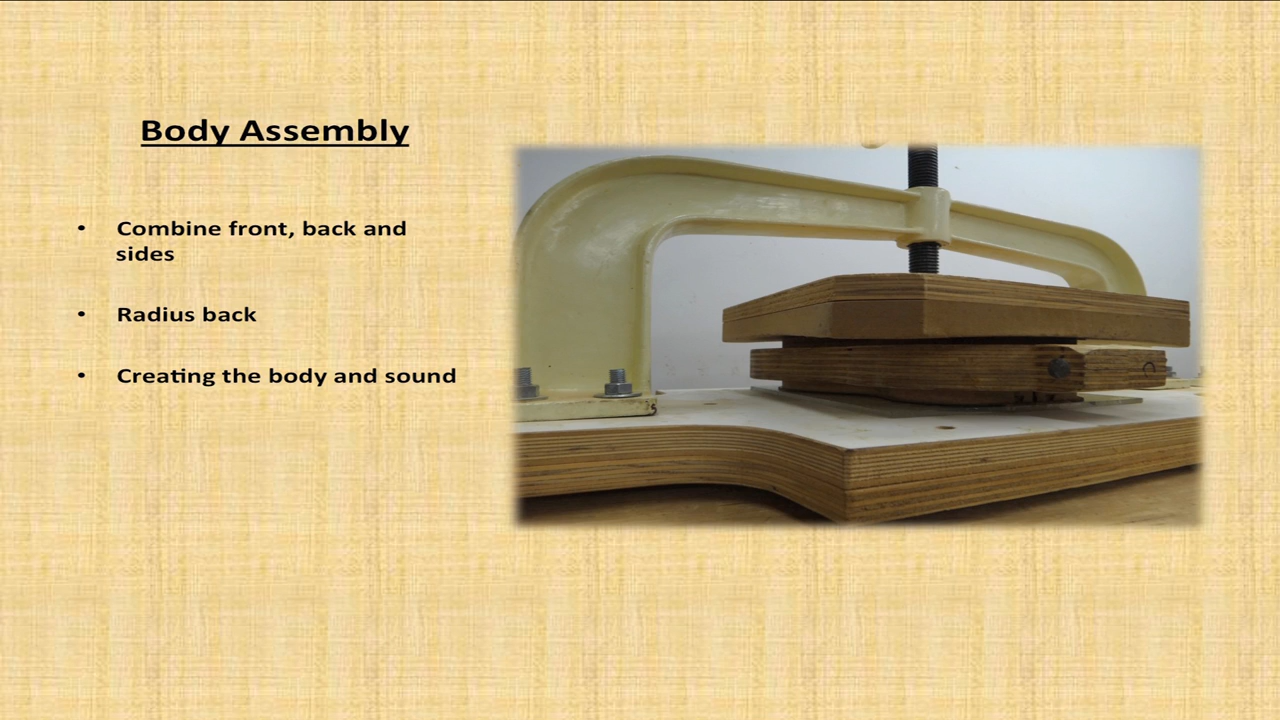 Body Assembly
• Combine front, back and
sides
• Radius back
• Creating the body and sound